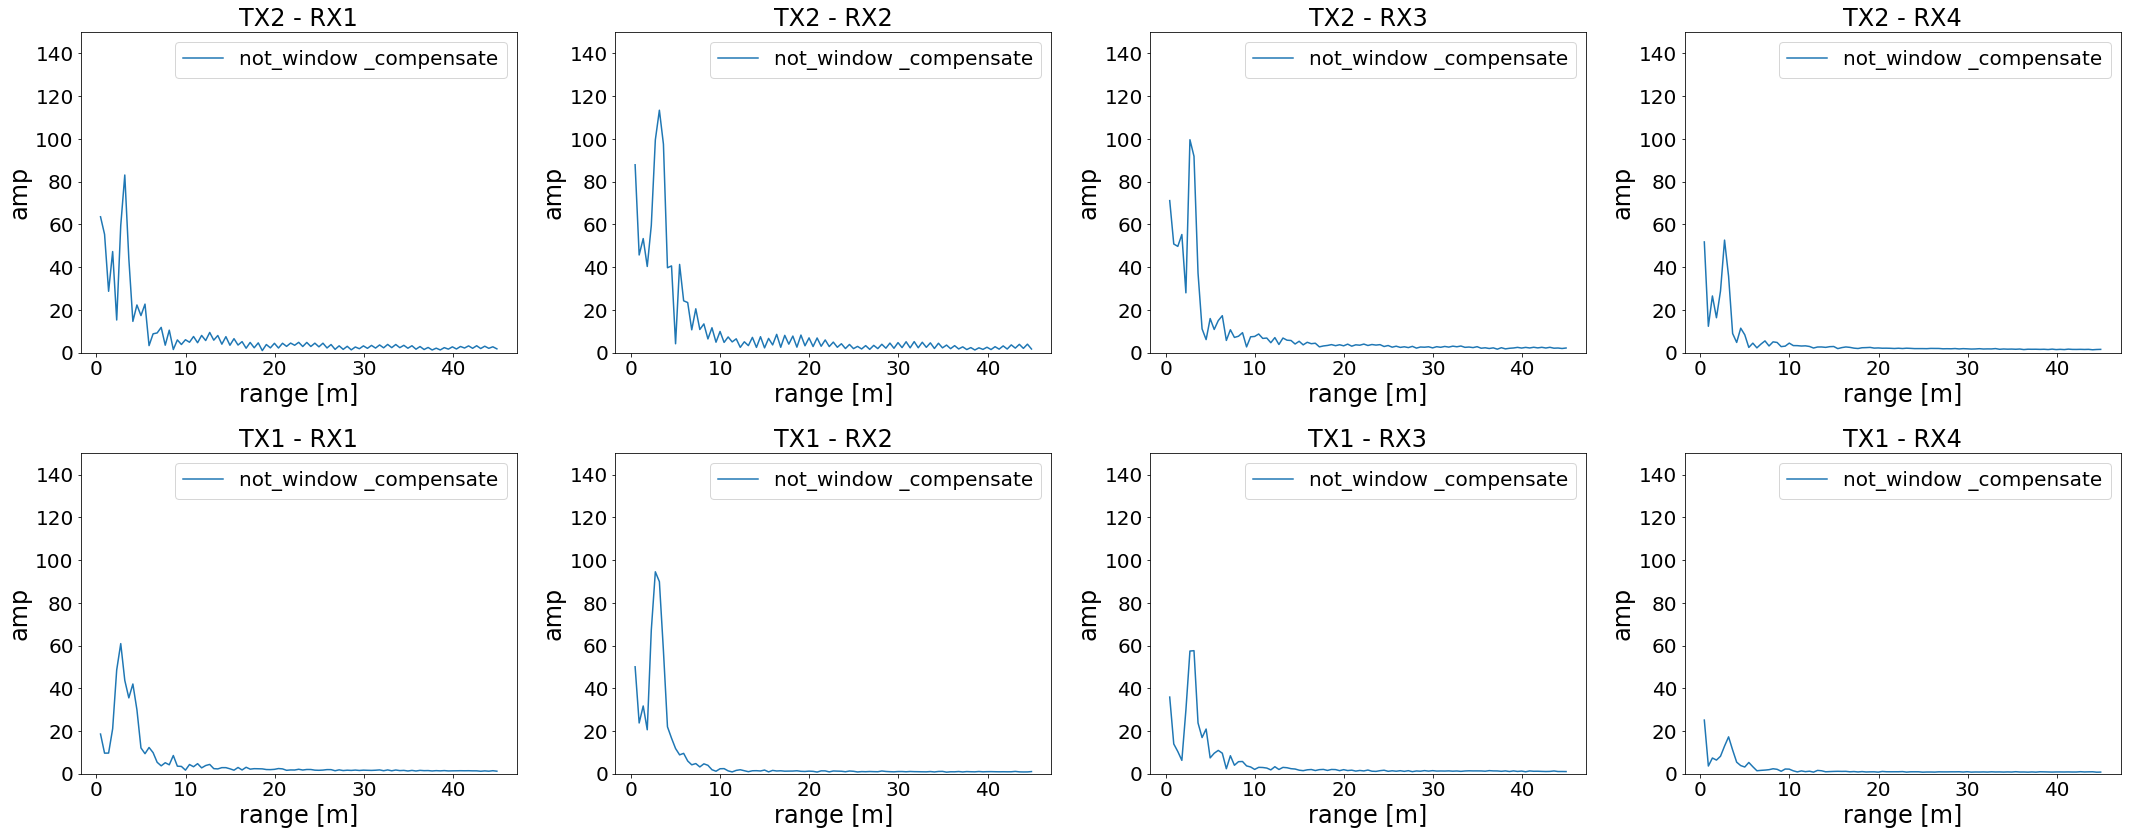 TX2 - RX1
TX2 - RX2
TX2 - RX3
TX2 - RX4
not_window _compensate
not_window _compensate
not_window _compensate
not_window _compensate
140
120
100
80
60
40
20
0
amp
140
120
100
80
60
40
20
0
amp
140
120
100
80
60
40
20
0
amp
140
120
100
80
60
40
20
0
amp
0 10 20 30 40
0 10 20 30 40
0 10 20 30 40
0 10 20 30 40
range [m]
range [m]
range [m]
range [m]
TX1 - RX1
TX1 - RX2
TX1 - RX3
TX1 - RX4
not_window _compensate
not_window _compensate
not_window _compensate
not_window _compensate
140
120
100
80
60
40
20
0
amp
140
120
100
80
60
40
20
0
amp
140
120
100
80
60
40
20
0
amp
140
120
100
80
60
40
20
0
amp
0 10 20 30 40
0 10 20 30 40
0 10 20 30 40
0 10 20 30 40
range [m]
range [m]
range [m]
range [m]